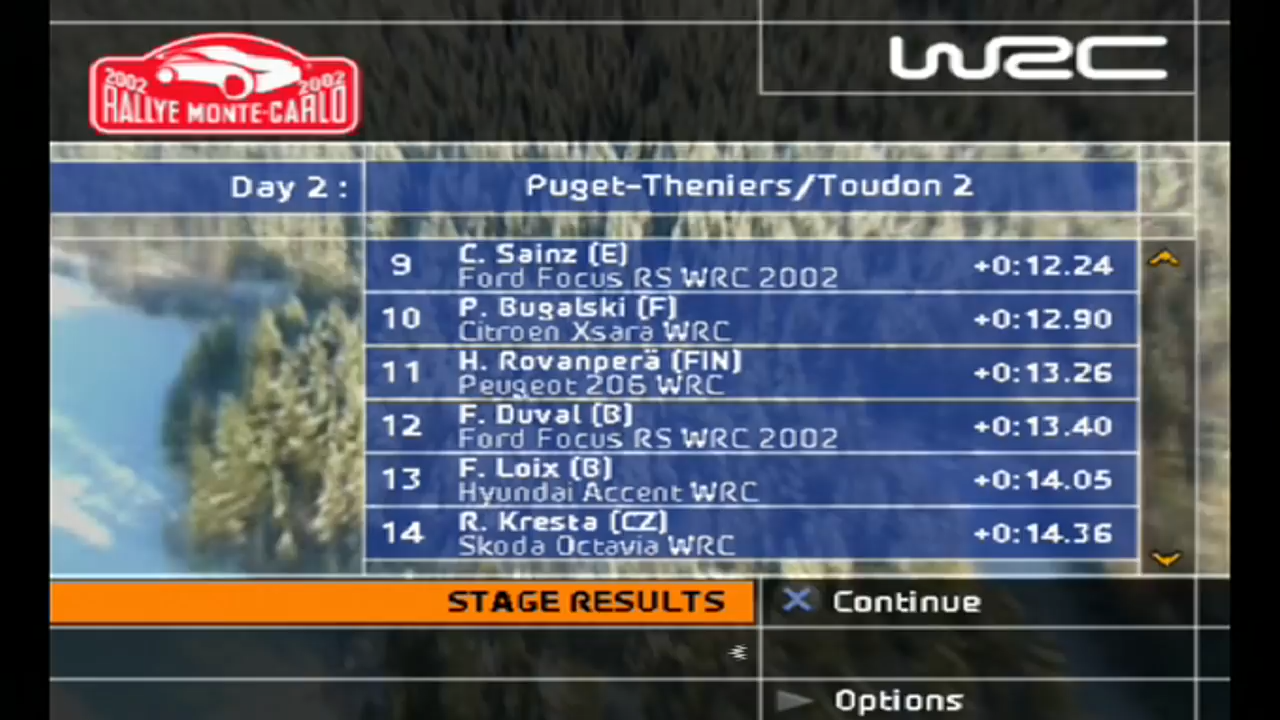 2002 2002
RALLYE MONTE-CARLO
WRC
Day 2 :
Puget-Theniers/Toudon 2
9 C. Sainz (E) +0:12.24
Ford Focus RS WRC 2002
10 P. Bugalski (F) +0:12.90
Citroen Xsara WRC
11 H. Rovanperä (FIN) +0:13.26
Peugeot 206 WRC
12 F. Duval (B) +0:13.40
Ford Focus RS WRC 2002
13 F. Loix (B) +0:14.05
Hyundai Accent WRC
14 R. Kresta (CZ) +0:14.36
Skoda Octavia WRC
STAGE RESULTS
Continue
Options